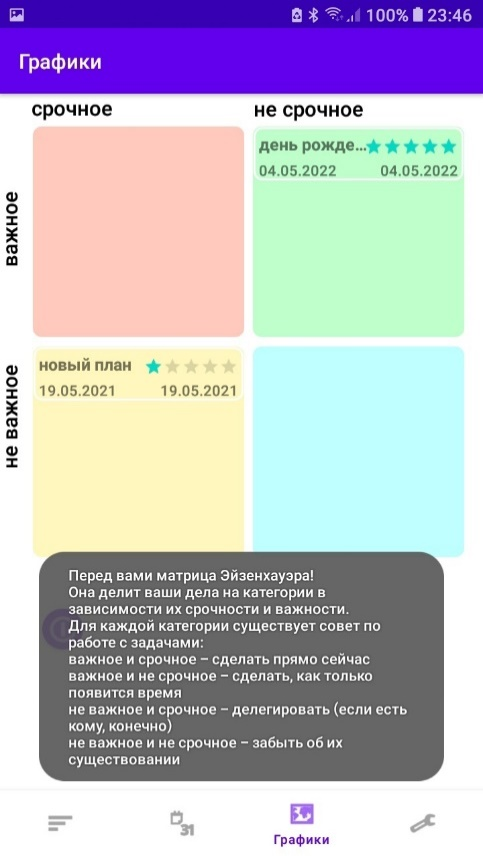 100% 23:46
Графики
срочное
не срочное
важное
день рожде...
04.05.2022 04.05.2022
не важное
новый план
19.05.2021 19.05.2021
Перед вами матрица Эйзенхауэра!
Она делит ваши дела на категории в
зависимости их срочности и важности.
Для каждой категории существует совет по
работе с задачами:
важное и срочное – сделать прямо сейчас
важное и не срочное – сделать, как только
появится время
не важное и срочное – делегировать (если есть
кому, конечно)
не важное и не срочное – забыть об их
существовании
31
Графики